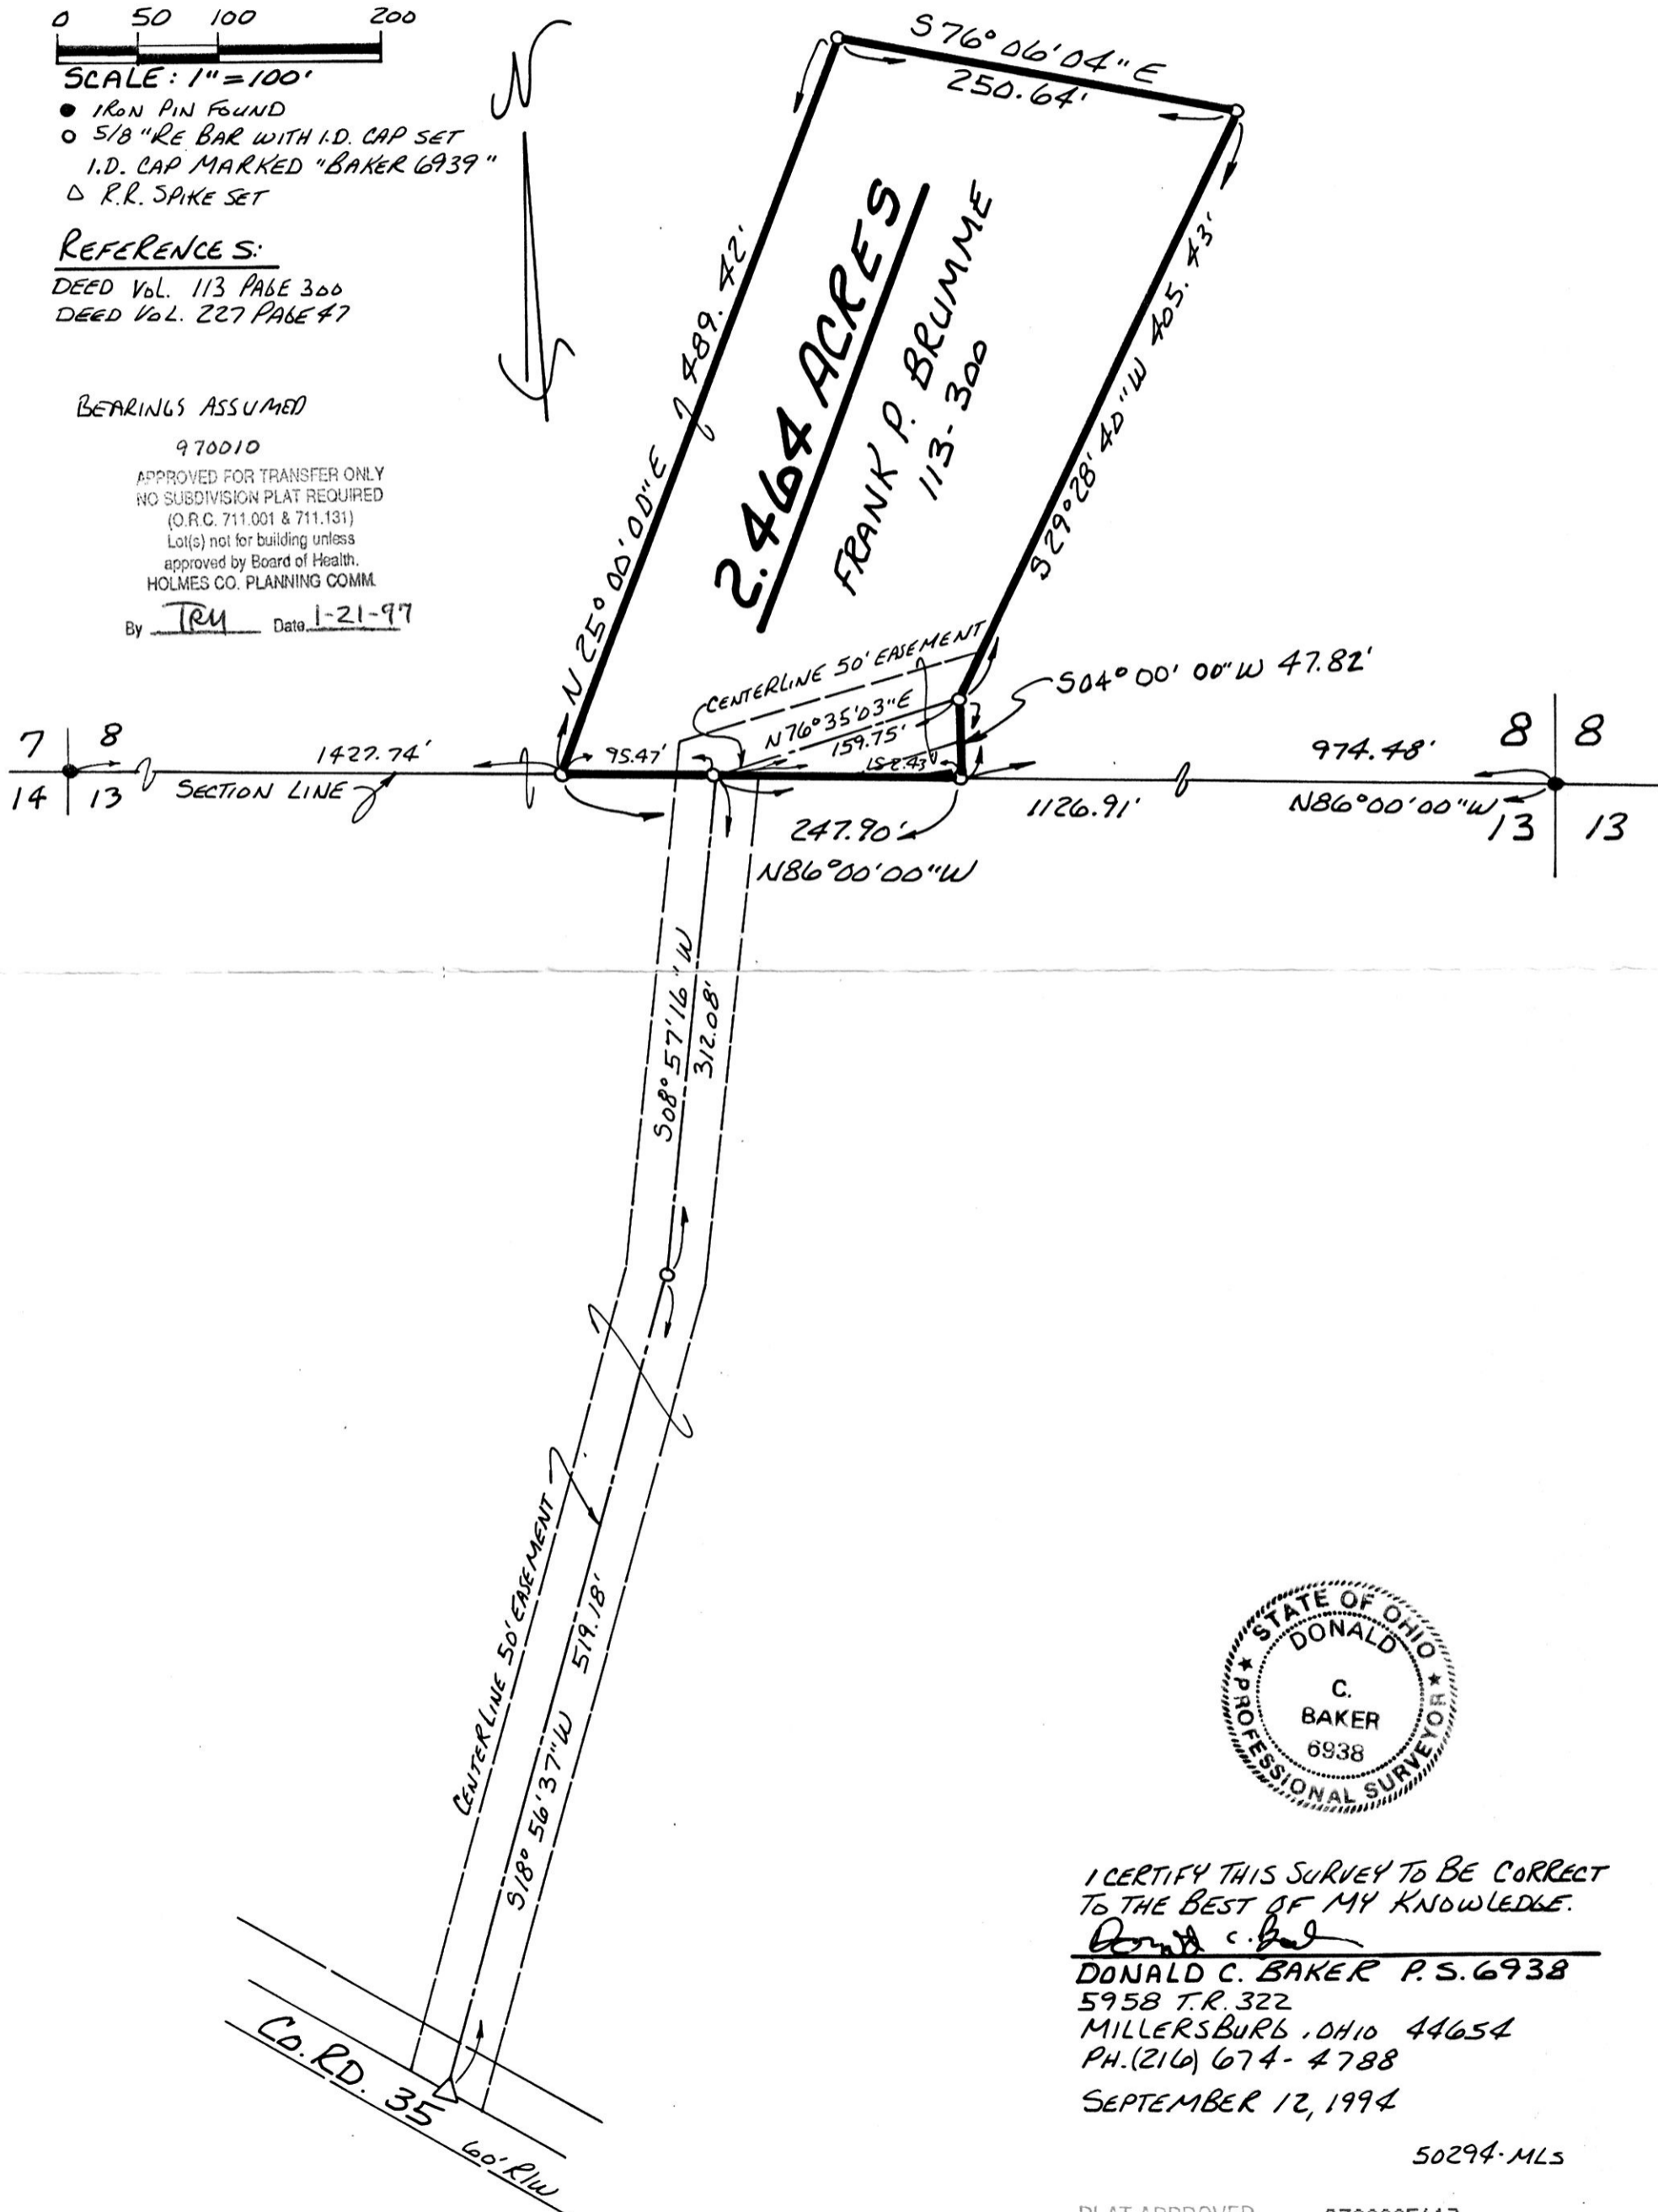 0 50 100 200
SCALE: 1"=100'
● IRON PIN FOUND
○ 5/8 "RE BAR WITH I.D. CAP SET
I.D. CAP MARKED "BAKER 6939"
△ R.R. SPIKE SET
REFERENCES:
DEED VOL. 113 PAGE 300
DEED VOL. 227 PAGE 47
N
BEARINGS ASSUMED
970010
APPROVED FOR TRANSFER ONLY
NO SUBDIVISION PLAT REQUIRED
(O.R.C. 711.001 & 711.131)
Lot(s) not for building unless
approved by Board of Health.
HOLMES CO. PLANNING COMM.
By TRM Date 1-21-97
S76°06'04"E
250.64'
N 25°00'00"E 489.42'
2.464 ACRES
FRANK P. BRUMME
113-300
S29°28'40"W 405.43'
CENTERLINE 50' EASEMENT
S04°00'00"W 47.82'
N76°35'03"E
159.75'
7 8
14 13
1422.74'
SECTION LINE
95.47'
152.43'
974.48'
8 8
13 13
1126.91'
N86°00'00"W
247.90'
N86°00'00"W
S08°57'16"W
312.08'
CENTERLINE 50' EASEMENT
S18°56'37"W 519.18'
CO. RD. 35
60' R/W
STATE OF OHIO
DONALD
C.
BAKER
6938
PROFESSIONAL SURVEYOR
I CERTIFY THIS SURVEY TO BE CORRECT
TO THE BEST OF MY KNOWLEDGE.
Donald C. Baker
DONALD C. BAKER P.S. 6938
5958 T.R. 322
MILLERSBURG, OHIO 44654
PH. (216) 674-4788
SEPTEMBER 12, 1994
50294-MLS
PLAT APPROVED